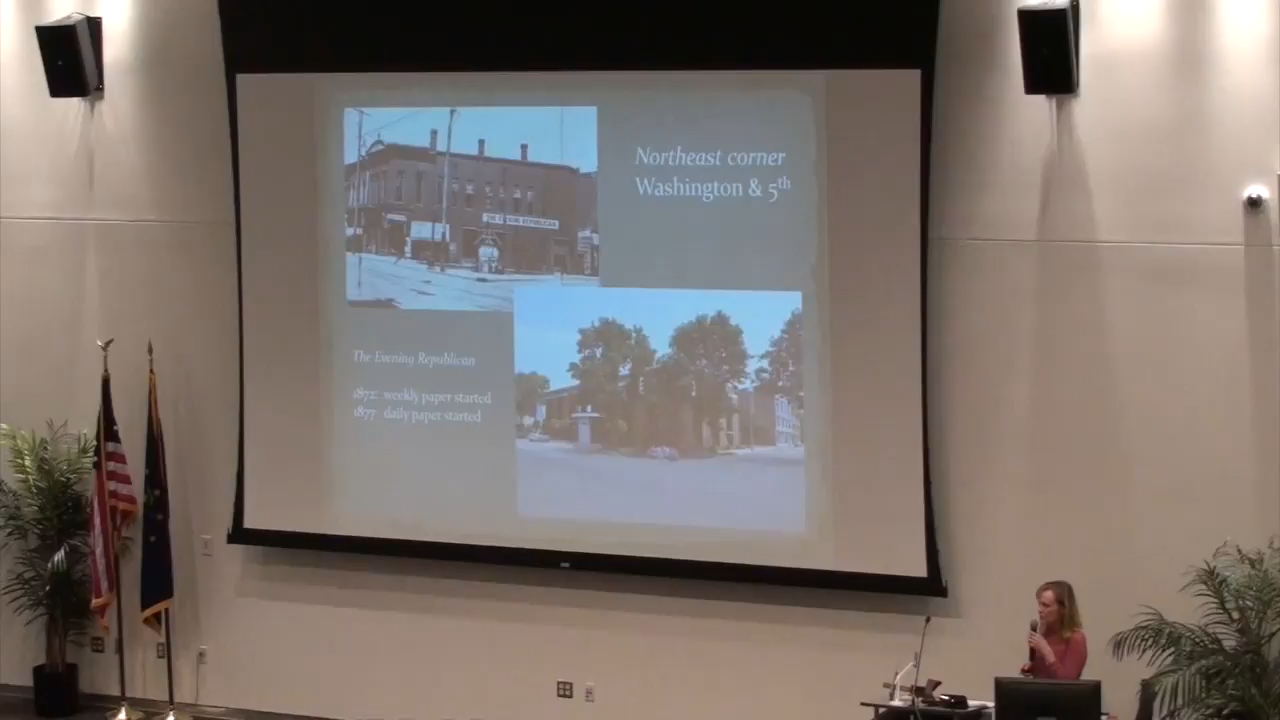 Northeast corner
Washington & 5th
THE EVENING REPUBLICAN
The Evening Republican
1872: weekly paper started
1877: daily paper started